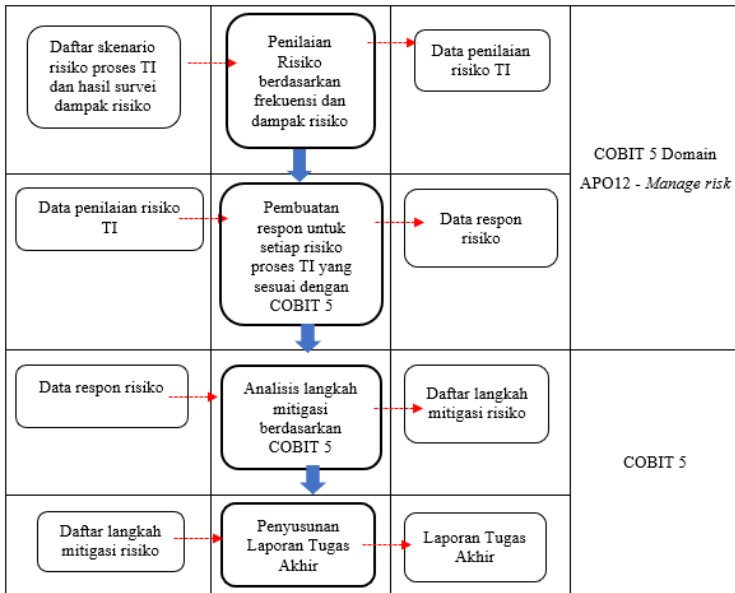 Daftar skenario
risiko proses TI
dan hasil survei
dampak risiko
Penilaian
Risiko
berdasarkan
frekuensi dan
dampak risiko
Data penilaian
risiko TI
COBIT 5 Domain
APO12 - Manage risk
Data penilaian risiko
TI
Pembuatan
respon untuk
setiap risiko
proses TI yang
sesuai dengan
COBIT 5
Data respon
risiko
Data respon risiko
Analisis langkah
mitigasi
berdasarkan
COBIT 5
Daftar langkah
mitigasi risiko
COBIT 5
Daftar langkah
mitigasi risiko
Penyusunan
Laporan Tugas
Akhir
Laporan Tugas
Akhir